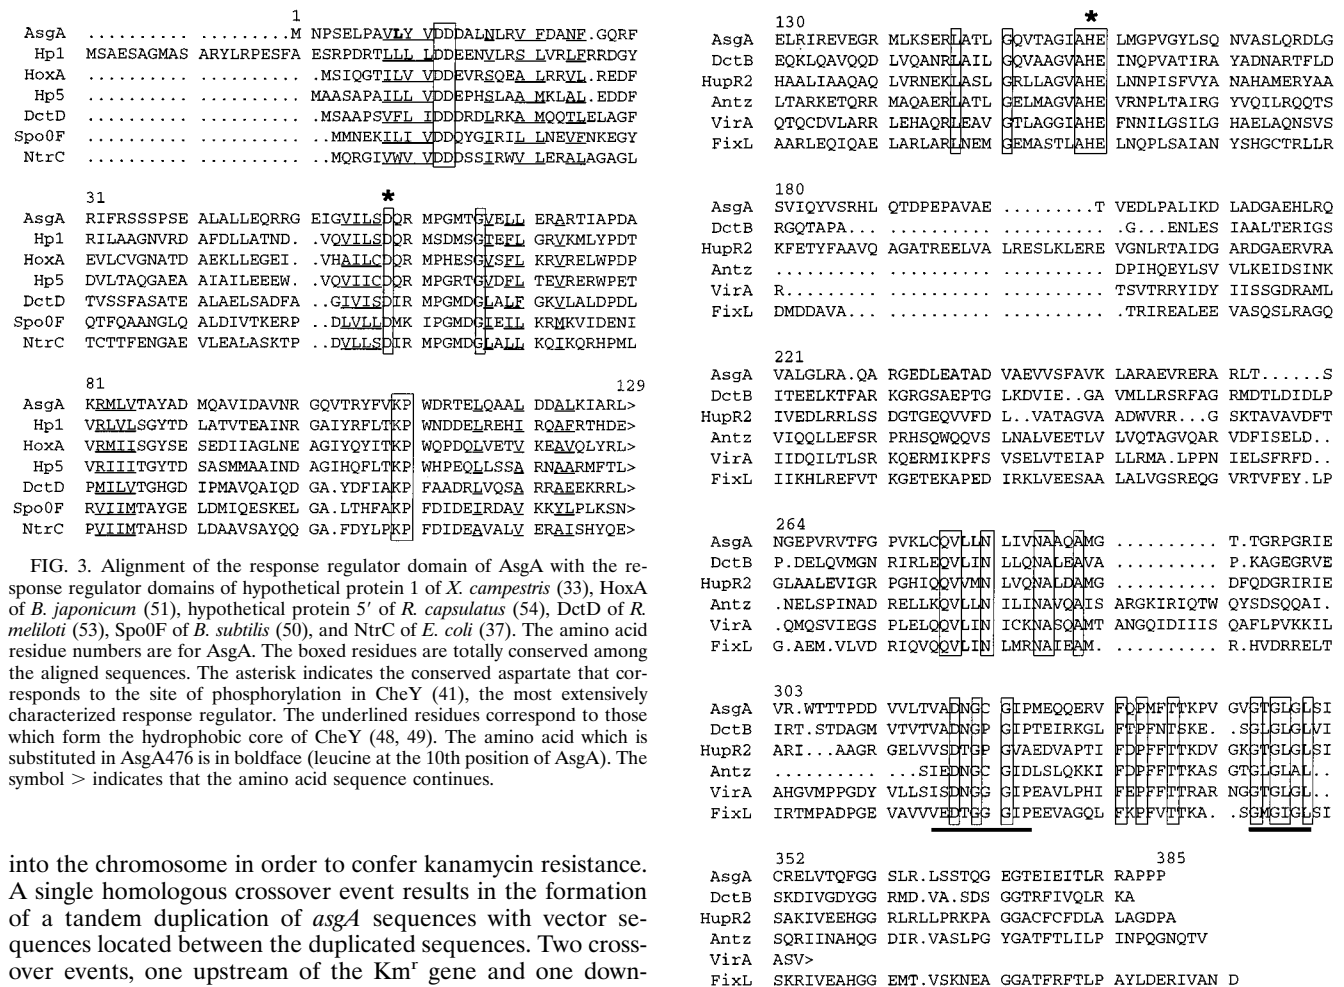 1
AsgA .......... .........M NPSELPAVLY VDDDALNLRV FDANF.GQRF
Hp1 MSAESAGMAS ARYLRPESFA ESRPDRTLLL LDDEENVLRS LVRLFRRDGY
HoxA .......... .......... .MSIQGTILV VDDEVRSQEA LRRVL.REDF
Hp5 .......... .......... MAASAPAILL VDDEPHSLAA MKLAL.EDDF
DctD .......... .......... .MSAAPSVFL IDDDRDLRKA MQQTLELAGF
Spo0F .......... .......... ..MMNEKILI VDDQYGIRIL LNEVFNKEGY
NtrC .......... .......... ..MQRGIVWV VDDDSSIRWV LERALAGAGL
31
*
AsgA RIFRSSSPSE ALALLEQRRG EIGVILSDQR MPGMTGVELL ERARTIAPDA
Hp1 RILAAGNVRD AFDLLATND. .VQVILSDQR MSDMSGTEFL GRVKMLYPDT
HoxA EVLCVGNATD AEKLLEGEI. .VHAILCDQR MPHESGVSFL KRVRELWPDP
Hp5 DVLTAQGAEA AIAILEEEW. .VQVIICDQR MPGRTGVDFL TEVRERWPET
DctD TVSSFASATE ALAELSADFA .GIVISDIR MPGMDGLALF GKVLALDPDL
Spo0F QTFQAANGLQ ALDIVTKERP ..DLVLLDMK IPGMDGIEIL KRMKVIDENI
NtrC TCTTFENGAE VLEALASKTP ..DVLLSDIR MPGMDGLALL KQIKQRHPML
81 129
AsgA KRMLVTAYAD MQAVIDAVNR GQVTRYFVKP WDRTELQAAL DDALKIARL>
Hp1 VRLVLSGYTD LATVTEAINR GAIYRFLTKP WNDDELREHI RQAFRTHDE>
HoxA VRMIISGYSE SEDIIAGLNE AGIYQYITKP WQPDQLVETV KEAVQLYRL>
Hp5 VRIIITGYTD SASMMAAIND AGIHQFLTKP WHPEQLLSSA RNAARMFTL>
DctD PMILVTGHGD IPMAVQAIQD GA.YDFIAKP FAADRLVQSA RRAEEKRRL>
Spo0F RVIIMTAYGE LDMIQESKEL GA.LTHFAKP FDIDEIRDAV KKYLPLKSN>
NtrC PVIIMTAHSD LDAAVSAYQQ GA.FDYLPKP FDIDEAVALV ERAISHYQE>
FIG. 3. Alignment of the response regulator domain of AsgA with the re-
sponse regulator domains of hypothetical protein 1 of X. campestris (33), HoxA
of B. japonicum (51), hypothetical protein 5′ of R. capsulatus (54), DctD of R.
meliloti (53), Spo0F of B. subtilis (50), and NtrC of E. coli (37). The amino acid
residue numbers are for AsgA. The boxed residues are totally conserved among
the aligned sequences. The asterisk indicates the conserved aspartate that cor-
responds to the site of phosphorylation in CheY (41), the most extensively
characterized response regulator. The underlined residues correspond to those
which form the hydrophobic core of CheY (48, 49). The amino acid which is
substituted in AsgA476 is in boldface (leucine at the 10th position of AsgA). The
symbol > indicates that the amino acid sequence continues.
into the chromosome in order to confer kanamycin resistance.
A single homologous crossover event results in the formation
of a tandem duplication of asgA sequences with vector se-
quences located between the duplicated sequences. Two cross-
over events, one upstream of the Kmʳ gene and one down-
130
*
AsgA ELRIREVEGR MLKSERLATL GQVTAGIAHE LMGPVGYLSQ NVASLQRDLG
DctB EQKLQAVQQD LVQANRLAIL GQVAAGVAHE INQPVATIRA YADNARTFLD
HupR2 HAALIAAQAQ LVRNEKLASL GRLLAGVAHE LNNPISFVYA NAHAMERYAA
Antz LTARKETQRR MAQAERLATL GELMAGVAHE VRNPLTAIRG YVQILRQQTS
VirA QTQCDVLARR LEHAQRLEAV GTLAGGIAHE FNNILGSILG HAELAQNSVS
FixL AARLEQIQAE LARLARLNEM GEMASTLAHE LNQPLSAIAN YSHGCTRLLR
180
AsgA SVIQYVSRHL QTDPEPAVAE .........T VEDLPALIKD LADGAEHLRQ
DctB RGQTAPA... .......... .......... .G...ENLES IAALTERIGS
HupR2 KFETYFAAVQ AGATREELVA LRESLKLERE VGNLRTAIDG ARDGAERVRA
Antz .......... .......... .......... DPIHQEYLSV VLKEIDSINK
VirA R......... .......... .......... TSVTRRYIDY IISSGDRAML
FixL DMDDAVA... .......... .......... .TRIREALEE VASQSLRAGQ
221
AsgA VALGLRA.QA RGEDLEATAD VAEVVSFAVK LARAEVRERA RLT......S
DctB ITEELKTFAR KGRGSAEPTG LKDVIE..GA VMLLRSRFAG RMDTLDIDLP
HupR2 IVEDLRRLSS DGTGEQVVFD L..VATAGVA ADWVRR...G SKTAVAVDFT
Antz VIQQLLEFSR PRHSQWQQVS LNALVEETLV LVQTAGVQAR VDFISELD..
VirA IIDQILTLSR KQERMIKPFS VSELVTEIAP LLRMA.LPPN IELSFRFD..
FixL IIKHLREFVT KGETEKAPED IRKLVEESAA LALVGSREQG VRTVFEY.LP
264
AsgA NGEPVRVTFG PVKLCQVLLN LIVNAAQAMG .......... T.TGRPGRIE
DctB P.DELQVMGN RIRLEQVLIN LLQNALEAVA .......... P.KAGEGRVE
HupR2 GLAALEVIGR PGHIQQVVMN LVQNALDAMG .......... DFQDGRIRIE
Antz .NELSPINAD RELLKQVLLN ILINAVQAIS ARGKIRIQTW QYSDSQQAI.
VirA .QMQSVIEGS PLELQQVLIN ICKNASQAMT ANGQIDIIIS QAFLPVKKIL
FixL G.AEM.VLVD RIQVQQVLIN LMRNAIEAM. .......... R.HVDRRELT
303
AsgA VR.WTTTPDD VVLTVADNGC GIPMEQQERV FQPMFTTKPV GVGTGLGLSI
DctB IRT.STDAGM VTVTVADNGP GIPTEIRKGL FTPFNTSKE. .SGLGLGLVI
HupR2 ARI...AAGR GELVVSDTGP GVAEDVAPTI FDPFFTTKDV GKGTGLGLSI
Antz .......... ....SIEDNGC GIDLSLQKKI FDPFFTTKAS GTGLGLAL..
VirA AHGVMPPGDY VLLSISDNGG GIPEAVLPHI FEPFFTTRAR NGGTGLGL..
FixL IRTMPADPGE VAVVVEDTGG GIPEEVAGQL FKPFVTTKA. .SGMGIGLSI
352 385
AsgA CRELVTQFGG SLR.LSSTQG EGTEIEITLR RAPPP
DctB SKDIVGDYGG RMD.VA.SDS GGTRFIVQLR KA
HupR2 SAKIVEEHGG RLRLLPRKPA GGACFCFDLA LAGDPA
Antz SQRIINAHQG DIR.VASLPG YGATFTLILP INPQGNQTV
VirA ASV>
FixL SKRIVEAHGG EMT.VSKNEA GGATFRFTLP AYLDERIVAN D